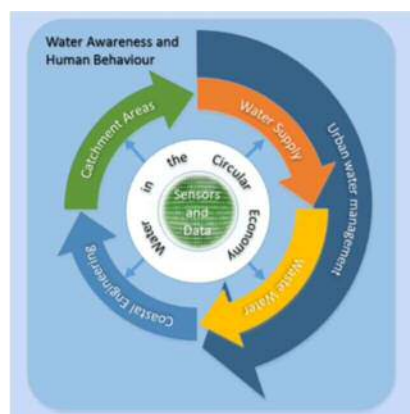 Water Awareness and
Human Behaviour
Catchment Areas
Water Supply
Urban water management
Water in the Circular Economy
Sensors
and
Data
Waste Water
Coastal Engineering